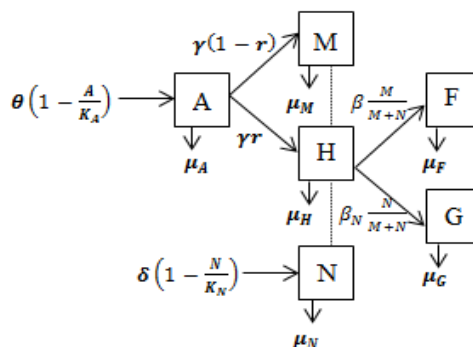 M
γ(1 − r)
θ(1 − A/K_A)
A
μ_M
β M/(M+N)
F
γr
H
μ_A
μ_F
β_N N/(M+N)
μ_H
G
δ(1 − N/K_N)
N
μ_G
μ_N